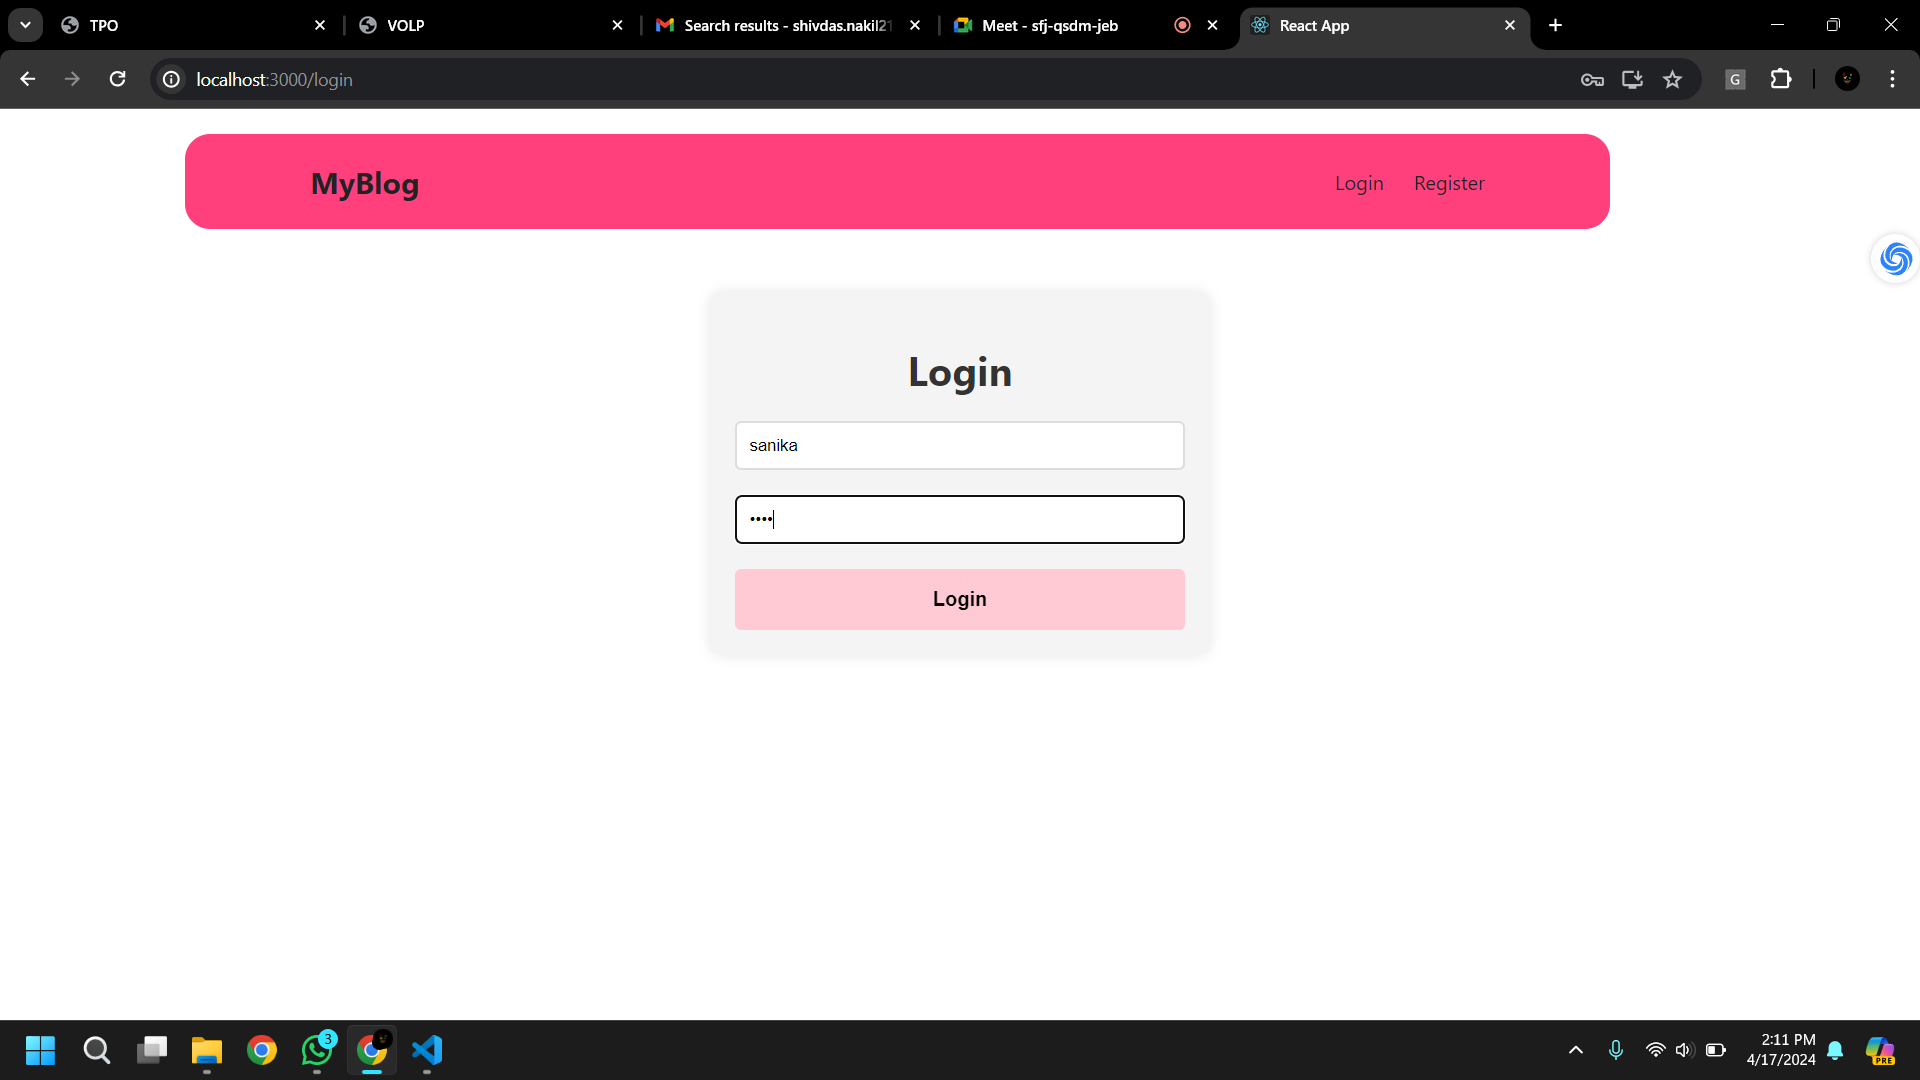 TPO
VOLP
Search results - shivdas.nakil21
Meet - sfj-qsdm-jeb
React App
localhost:3000/login
G
MyBlog
Login
Register
Login
sanika
••••
Login
3
2:11 PM
4/17/2024
PRE